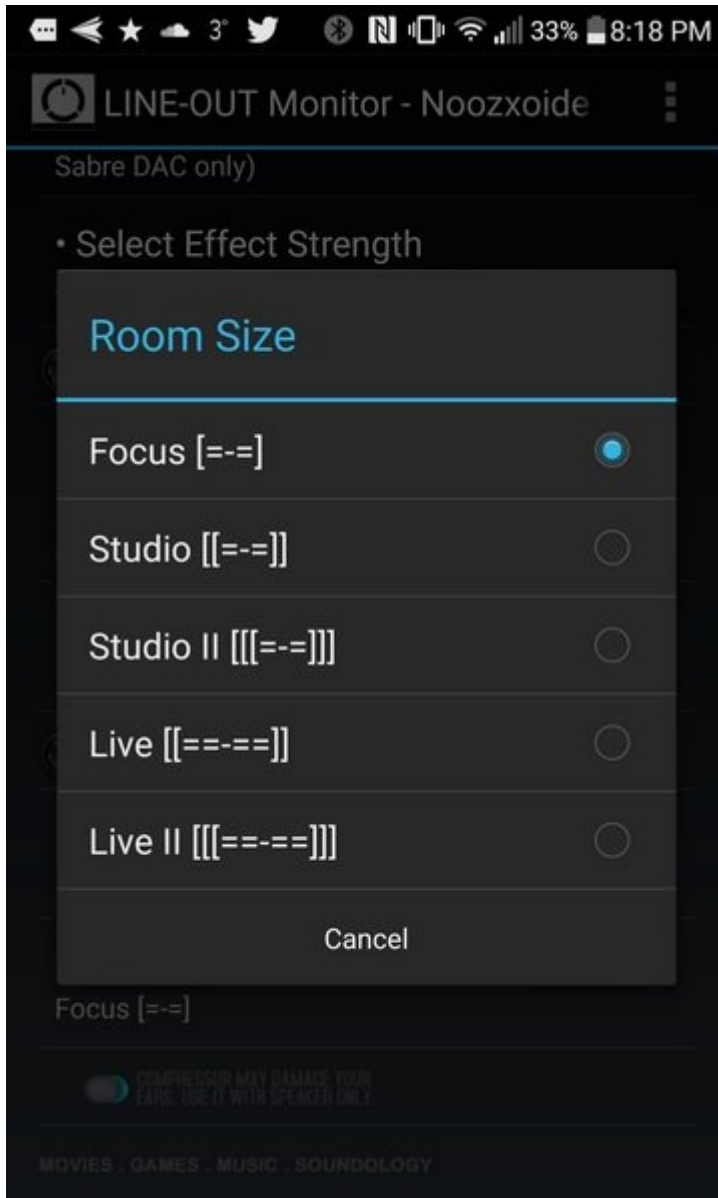 3° 33% 8:18 PM
LINE-OUT Monitor - Noozxoide
Sabre DAC only)
• Select Effect Strength
Room Size
Focus [=-=]
Studio [[=-=]]
Studio II [[[=-=]]]
Live [[==-==]]
Live II [[[==-==]]]
Cancel
Focus [=-=]
COMPRESSOR MAY DAMAGE YOUR
EARS. USE IT WITH SPEACER ONLY.
MOVIES . GAMES . MUSIC . SOUNDOLOGY